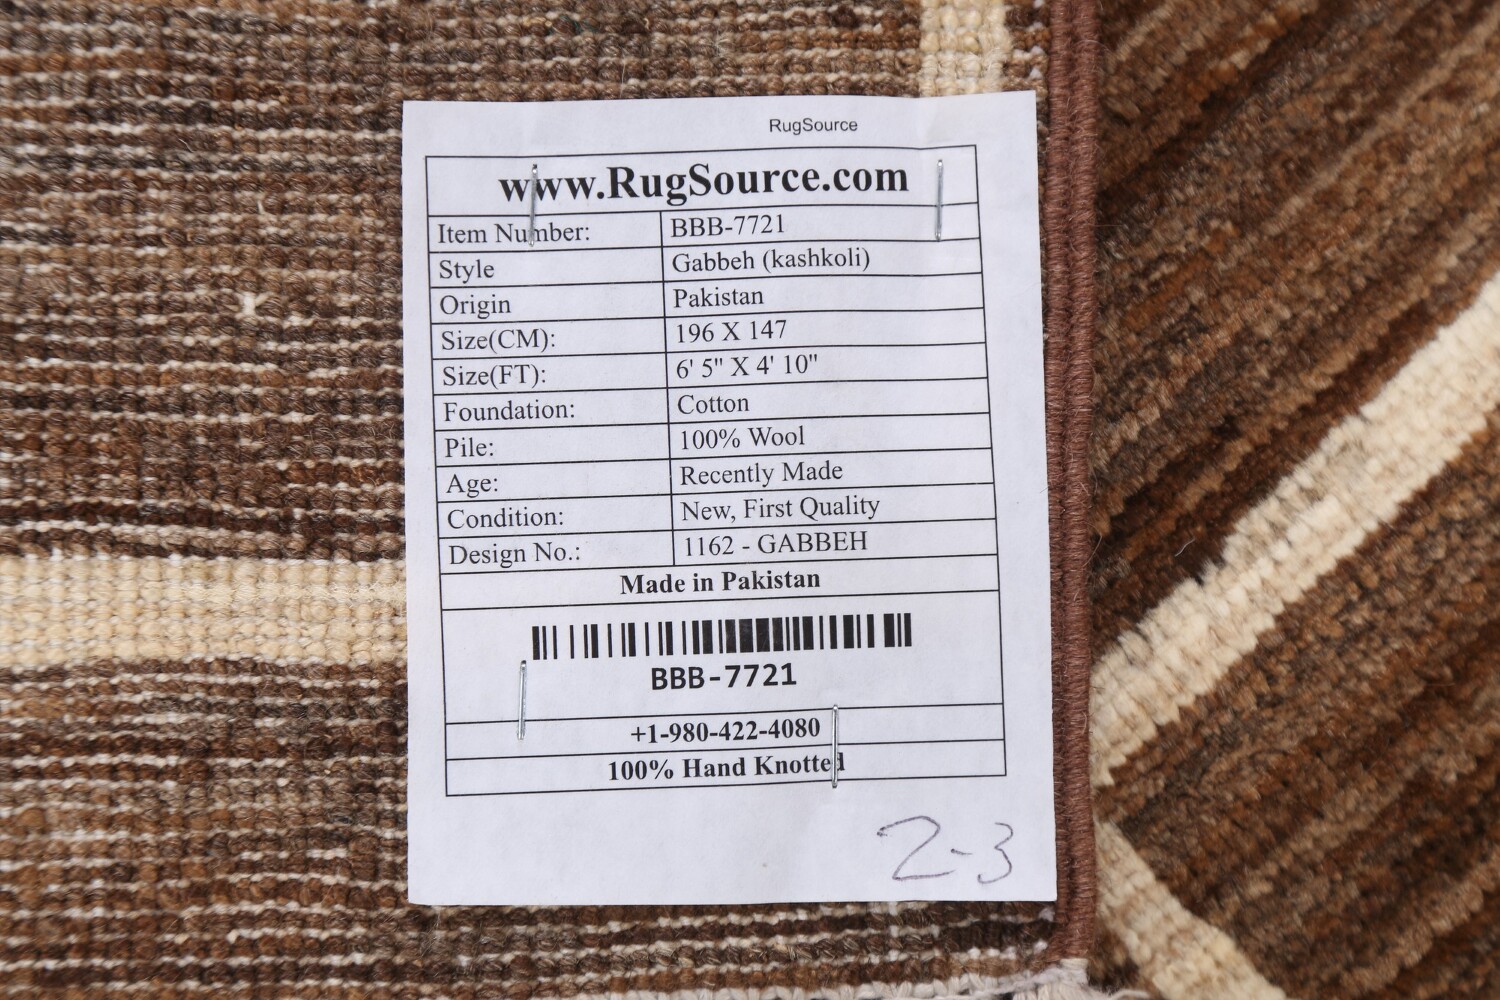 RugSource
www.RugSource.com
Item Number: BBB-7721
Style Gabbeh (kashkoli)
Origin Pakistan
Size(CM): 196 X 147
Size(FT): 6' 5" X 4' 10"
Foundation: Cotton
Pile: 100% Wool
Age: Recently Made
Condition: New, First Quality
Design No.: 1162 - GABBEH
Made in Pakistan
BBB-7721
+1-980-422-4080
100% Hand Knotted
2-3